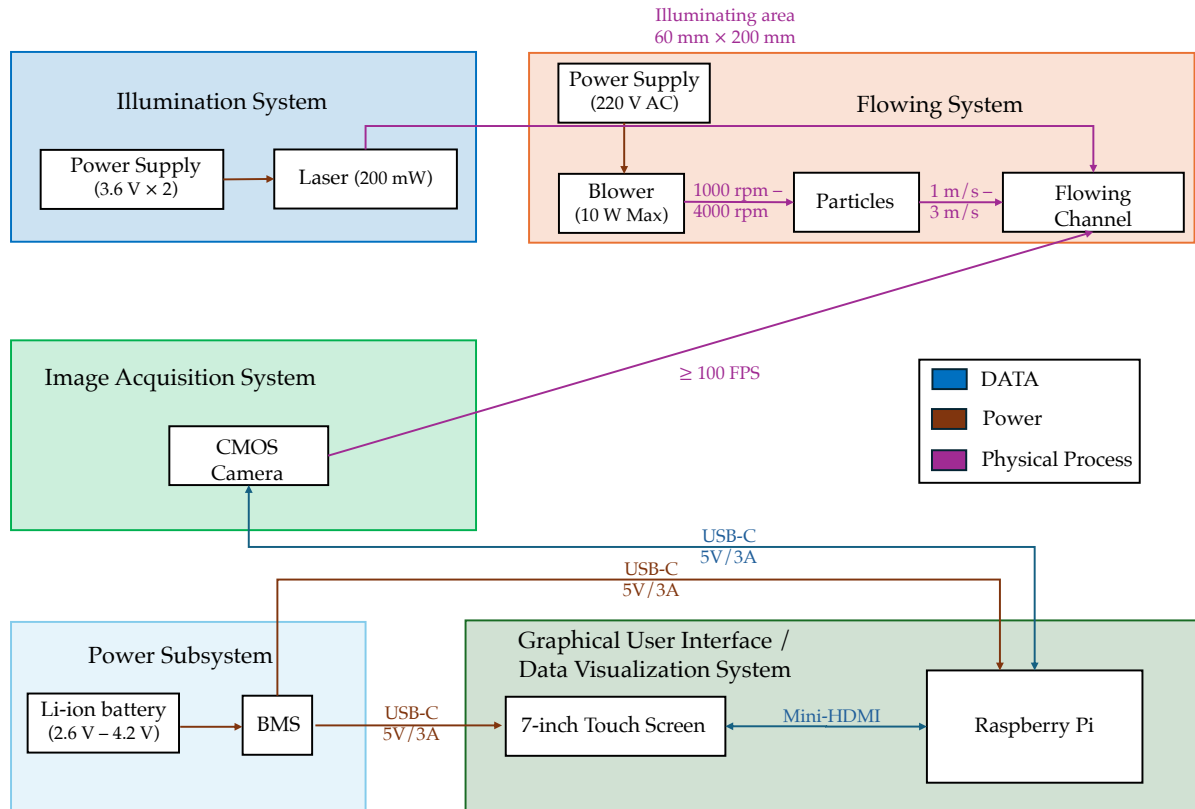 Illuminating area
60 mm × 200 mm
Illumination System
Power Supply
(3.6 V × 2)
Laser (200 mW)
Power Supply
(220 V AC)
Flowing System
Blower
(10 W Max)
1000 rpm –
4000 rpm
Particles
1 m/s –
3 m/s
Flowing
Channel
Image Acquisition System
CMOS
Camera
≥ 100 FPS
DATA
Power
Physical Process
USB-C
5V/3A
USB-C
5V/3A
Power Subsystem
Li-ion battery
(2.6 V – 4.2 V)
BMS
USB-C
5V/3A
Graphical User Interface /
Data Visualization System
7-inch Touch Screen
Mini-HDMI
Raspberry Pi